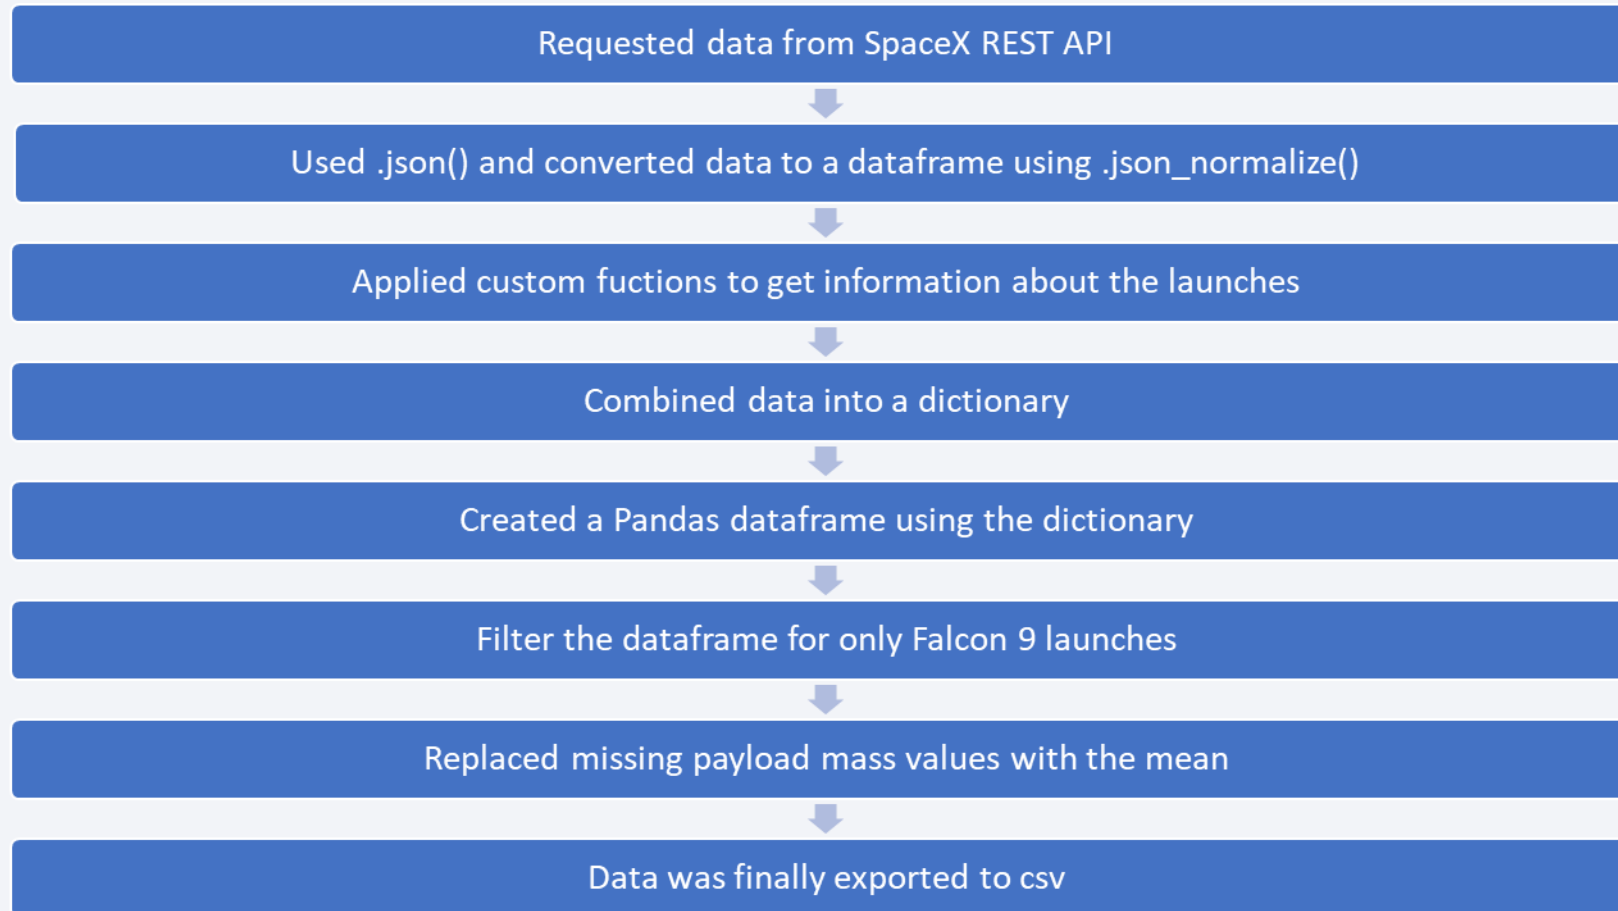 Requested data from SpaceX REST API
Used .json() and converted data to a dataframe using .json_normalize()
Applied custom fuctions to get information about the launches
Combined data into a dictionary
Created a Pandas dataframe using the dictionary
Filter the dataframe for only Falcon 9 launches
Replaced missing payload mass values with the mean
Data was finally exported to csv